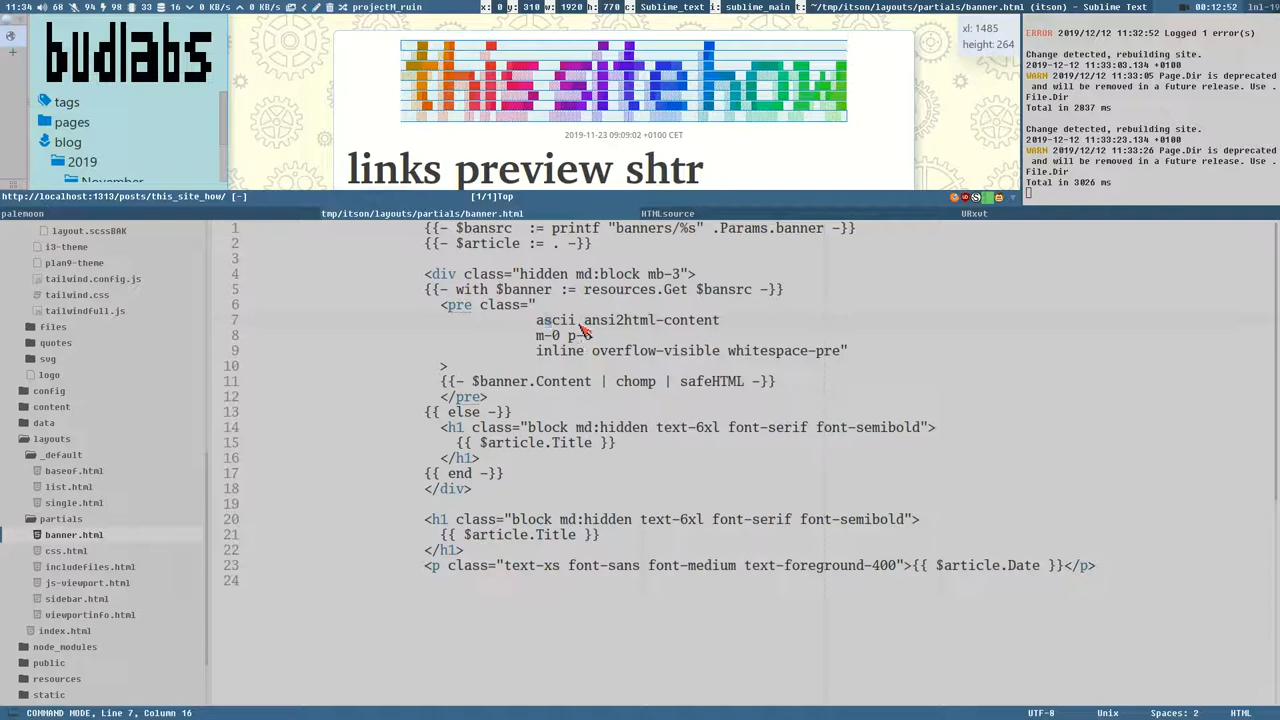 11:34 68 94 98 33 16 0 KB/s 0 KB/s projectM_ruin x: 0 w: 1920 y: 310 h: 770 c: Sublime_text i: sublime_main t: ~/tmp/itson/layouts/partials/banner.html (itson) - Sublime Text 00:12:52 lnl-19
budlabs
tags
pages
blog
2019
November
this site how
2019-11-23 09:09:02 +0100 CET
links preview shtr
xl: 1485
height: 264
ERROR 2019/12/12 11:32:52 Logged 1 error(s)
Change detected, rebuilding site.
2019-12-12 11:33:03.134 +0100
WARN 2019/12/12 11:33:05 Page.Dir is deprecated
and will be removed in a future release. Use .
File.Dir
Total in 2037 ms
Change detected, rebuilding site.
2019-12-12 11:33:23.134 +0100
WARN 2019/12/12 11:33:26 Page.Dir is deprecated
and will be removed in a future release. Use .
File.Dir
Total in 3026 ms
http://localhost:1313/posts/this_site_how/ [-] [1/1]Top
palemoon tmp/itson/layouts/partials/banner.html HTMLsource URxvt
layout.scssBAK
i3-theme
plan9-theme
tailwind.config.js
tailwind.css
tailwindfull.js
files
quotes
svg
logo
config
content
data
layouts
_default
baseof.html
list.html
single.html
partials
banner.html
css.html
includefiles.html
js-viewport.html
sidebar.html
viewportinfo.html
index.html
node_modules
public
resources
static
1 {{- $bansrc := printf "banners/%s" .Params.banner -}}
2 {{- $article := . -}}
3
4 <div class="hidden md:block mb-3">
5 {{- with $banner := resources.Get $bansrc -}}
6 <pre class="
7 ascii ansi2html-content
8 m-0 p-0
9 inline overflow-visible whitespace-pre"
10 >
11 {{- $banner.Content | chomp | safeHTML -}}
12 </pre>
13 {{ else -}}
14 <h1 class="block md:hidden text-6xl font-serif font-semibold">
15 {{ $article.Title }}
16 </h1>
17 {{ end -}}
18 </div>
19
20 <h1 class="block md:hidden text-6xl font-serif font-semibold">
21 {{ $article.Title }}
22 </h1>
23 <p class="text-xs font-sans font-medium text-foreground-400">{{ $article.Date }}</p>
24
COMMAND MODE, Line 7, Column 16 UTF-8 Unix Spaces: 2 HTML